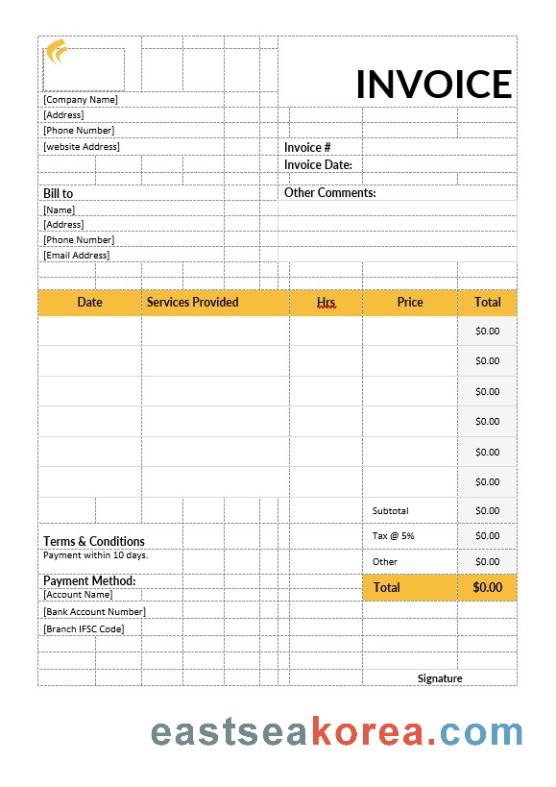 INVOICE
[Company Name]
[Address]
[Phone Number]
[website Address]
Invoice #
Invoice Date:
Bill to
Other Comments:
[Name]
[Address]
[Phone Number]
[Email Address]
Date Services Provided Hrs Price Total
$0.00
$0.00
$0.00
$0.00
$0.00
$0.00
Subtotal $0.00
Tax @ 5% $0.00
Terms & Conditions
Payment within 10 days.
Other $0.00
Payment Method:
Total $0.00
[Account Name]
[Bank Account Number]
[Branch IFSC Code]
Signature
eastseakorea.com